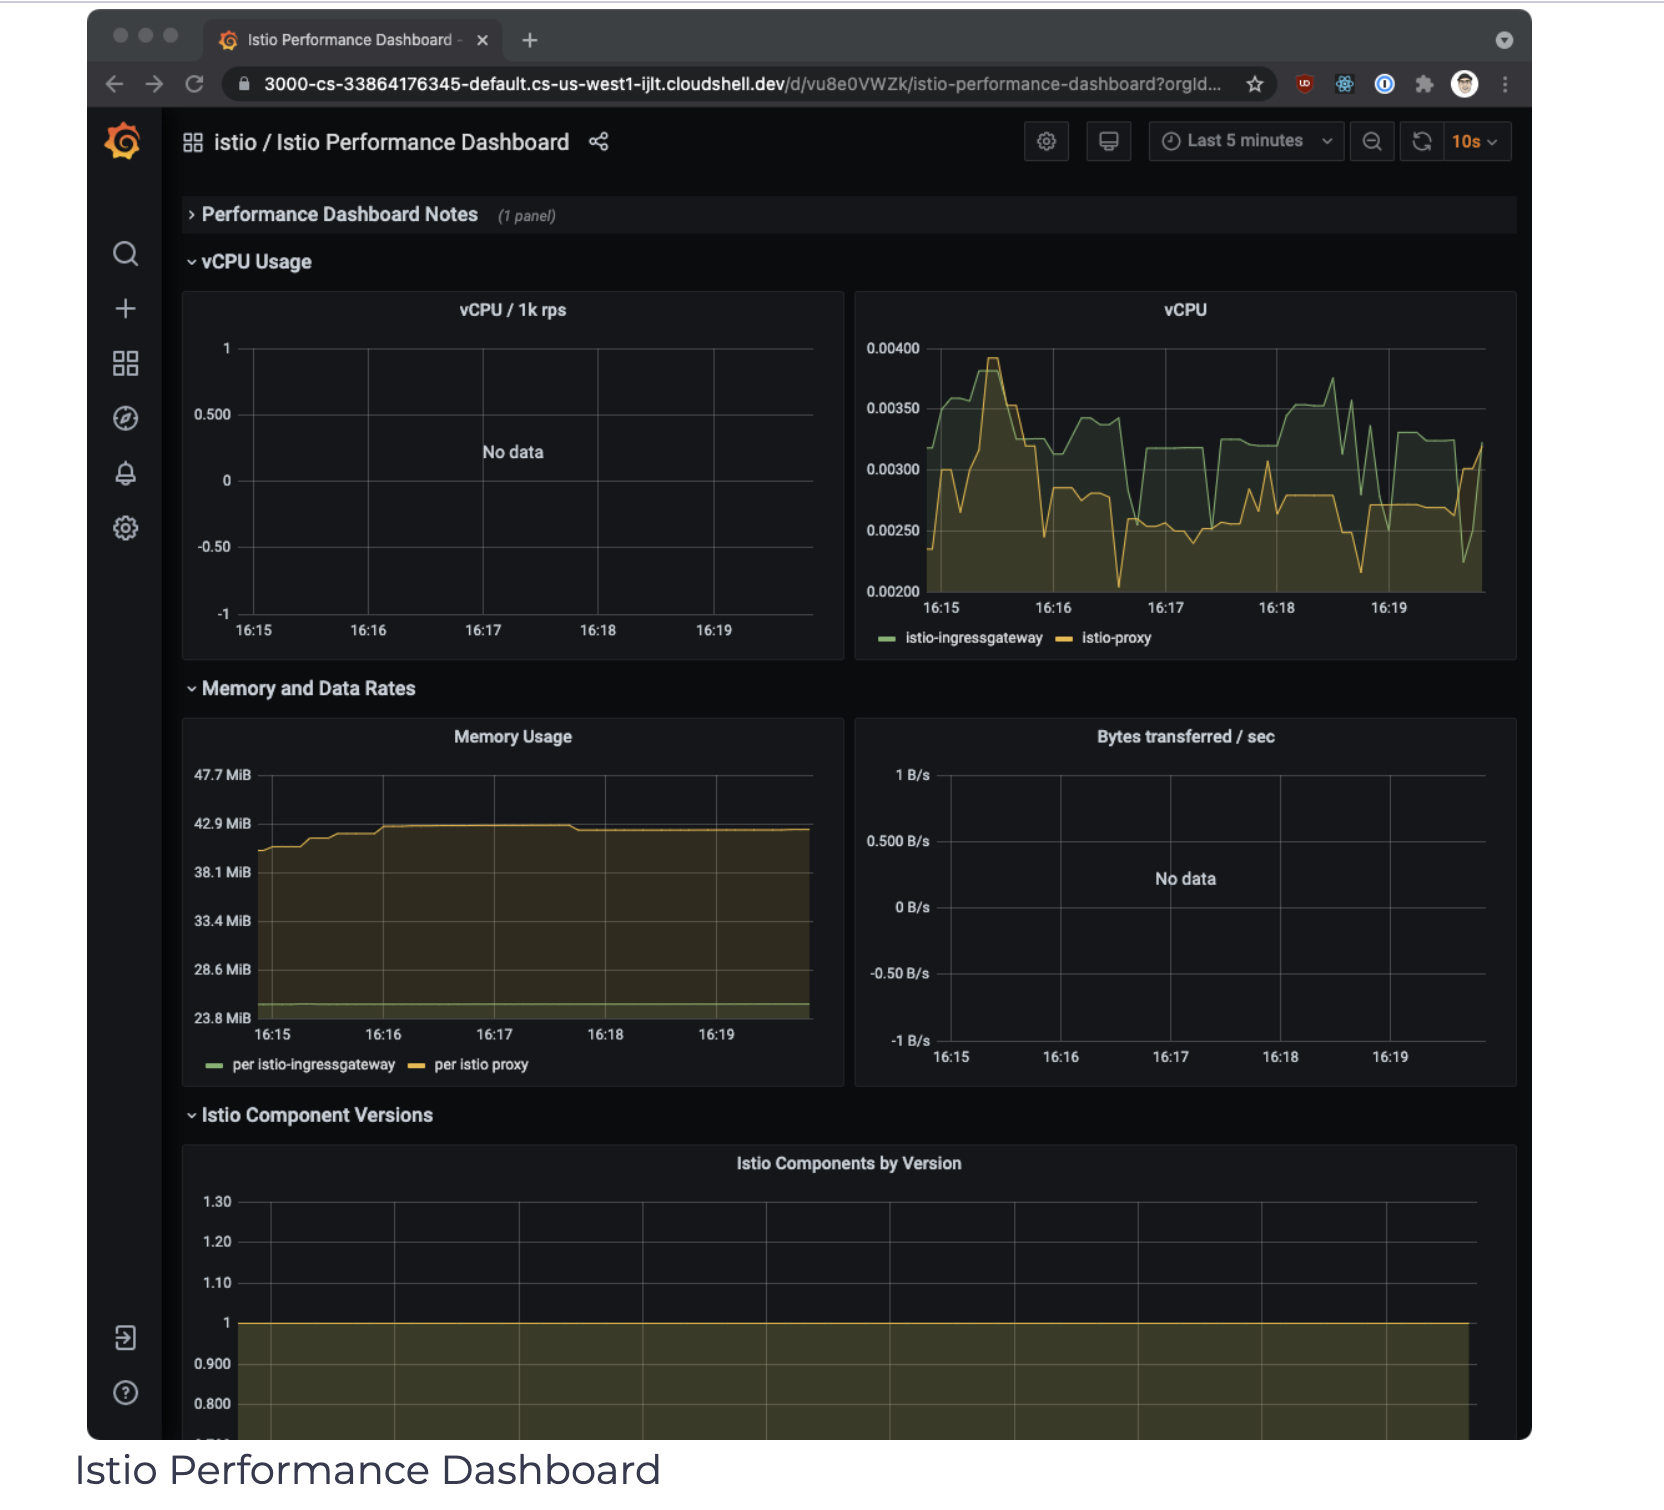 Istio Performance Dashboard -
3000-cs-33864176345-default.cs-us-west1-ijlt.cloudshell.dev/d/vu8e0VWZk/istio-performance-dashboard?orgId...
istio / Istio Performance Dashboard
Last 5 minutes
10s
Performance Dashboard Notes (1 panel)
vCPU Usage
vCPU / 1k rps
1
0.500
0
-0.50
-1
No data
16:15 16:16 16:17 16:18 16:19
vCPU
0.00400
0.00350
0.00300
0.00250
0.00200
16:15 16:16 16:17 16:18 16:19
istio-ingressgateway istio-proxy
Memory and Data Rates
Memory Usage
47.7 MiB
42.9 MiB
38.1 MiB
33.4 MiB
28.6 MiB
23.8 MiB
16:15 16:16 16:17 16:18 16:19
per istio-ingressgateway per istio proxy
Bytes transferred / sec
1 B/s
0.500 B/s
0 B/s
-0.50 B/s
-1 B/s
No data
16:15 16:16 16:17 16:18 16:19
Istio Component Versions
Istio Components by Version
1.30
1.20
1.10
1
0.900
0.800
Istio Performance Dashboard